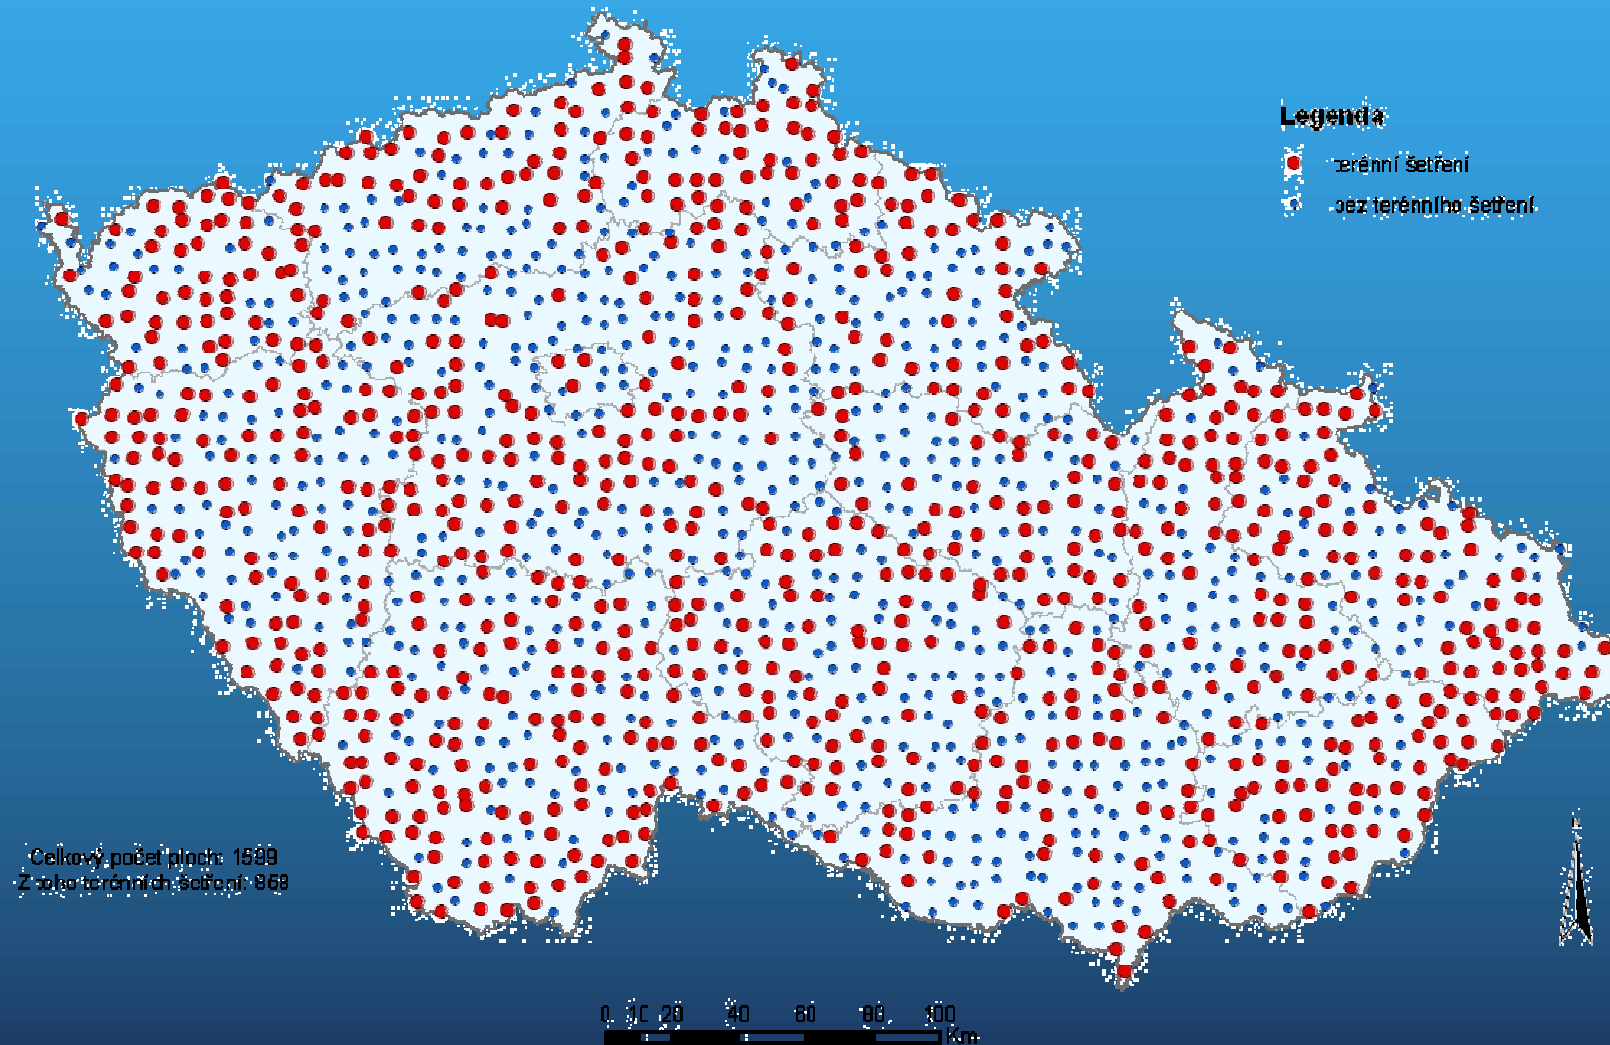 Legenda
terénní šetření
bez terénního šetření
Celkový počet ploch: 1599
Z toho terénních šetření: 868
0 10 20 40 60 80 100
Km